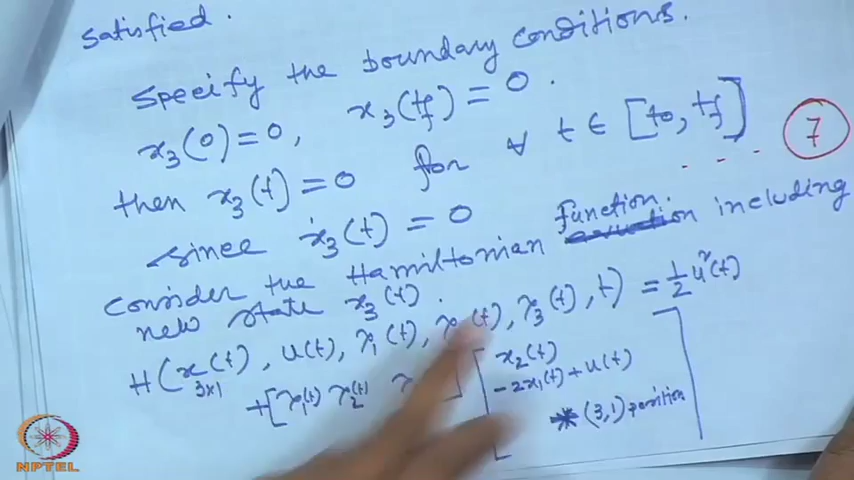 satisfied.
Specify the boundary conditions.
x₃(0) = 0, x₃(t_f) = 0.
then x₃(t) = 0 for ∀ t ∈ [t₀, t_f]
... 7
since ẋ₃(t) = 0
Consider the Hamiltonian function including
new state x₃(t).
H(x(t), u(t), λ₁(t), λ₂(t), λ₃(t), t) = ½u²(t)
3×1
+[λ₁(t) λ₂(t)
x₂(t)
-2x₁(t) + u(t)
(3,1) position
NPTEL